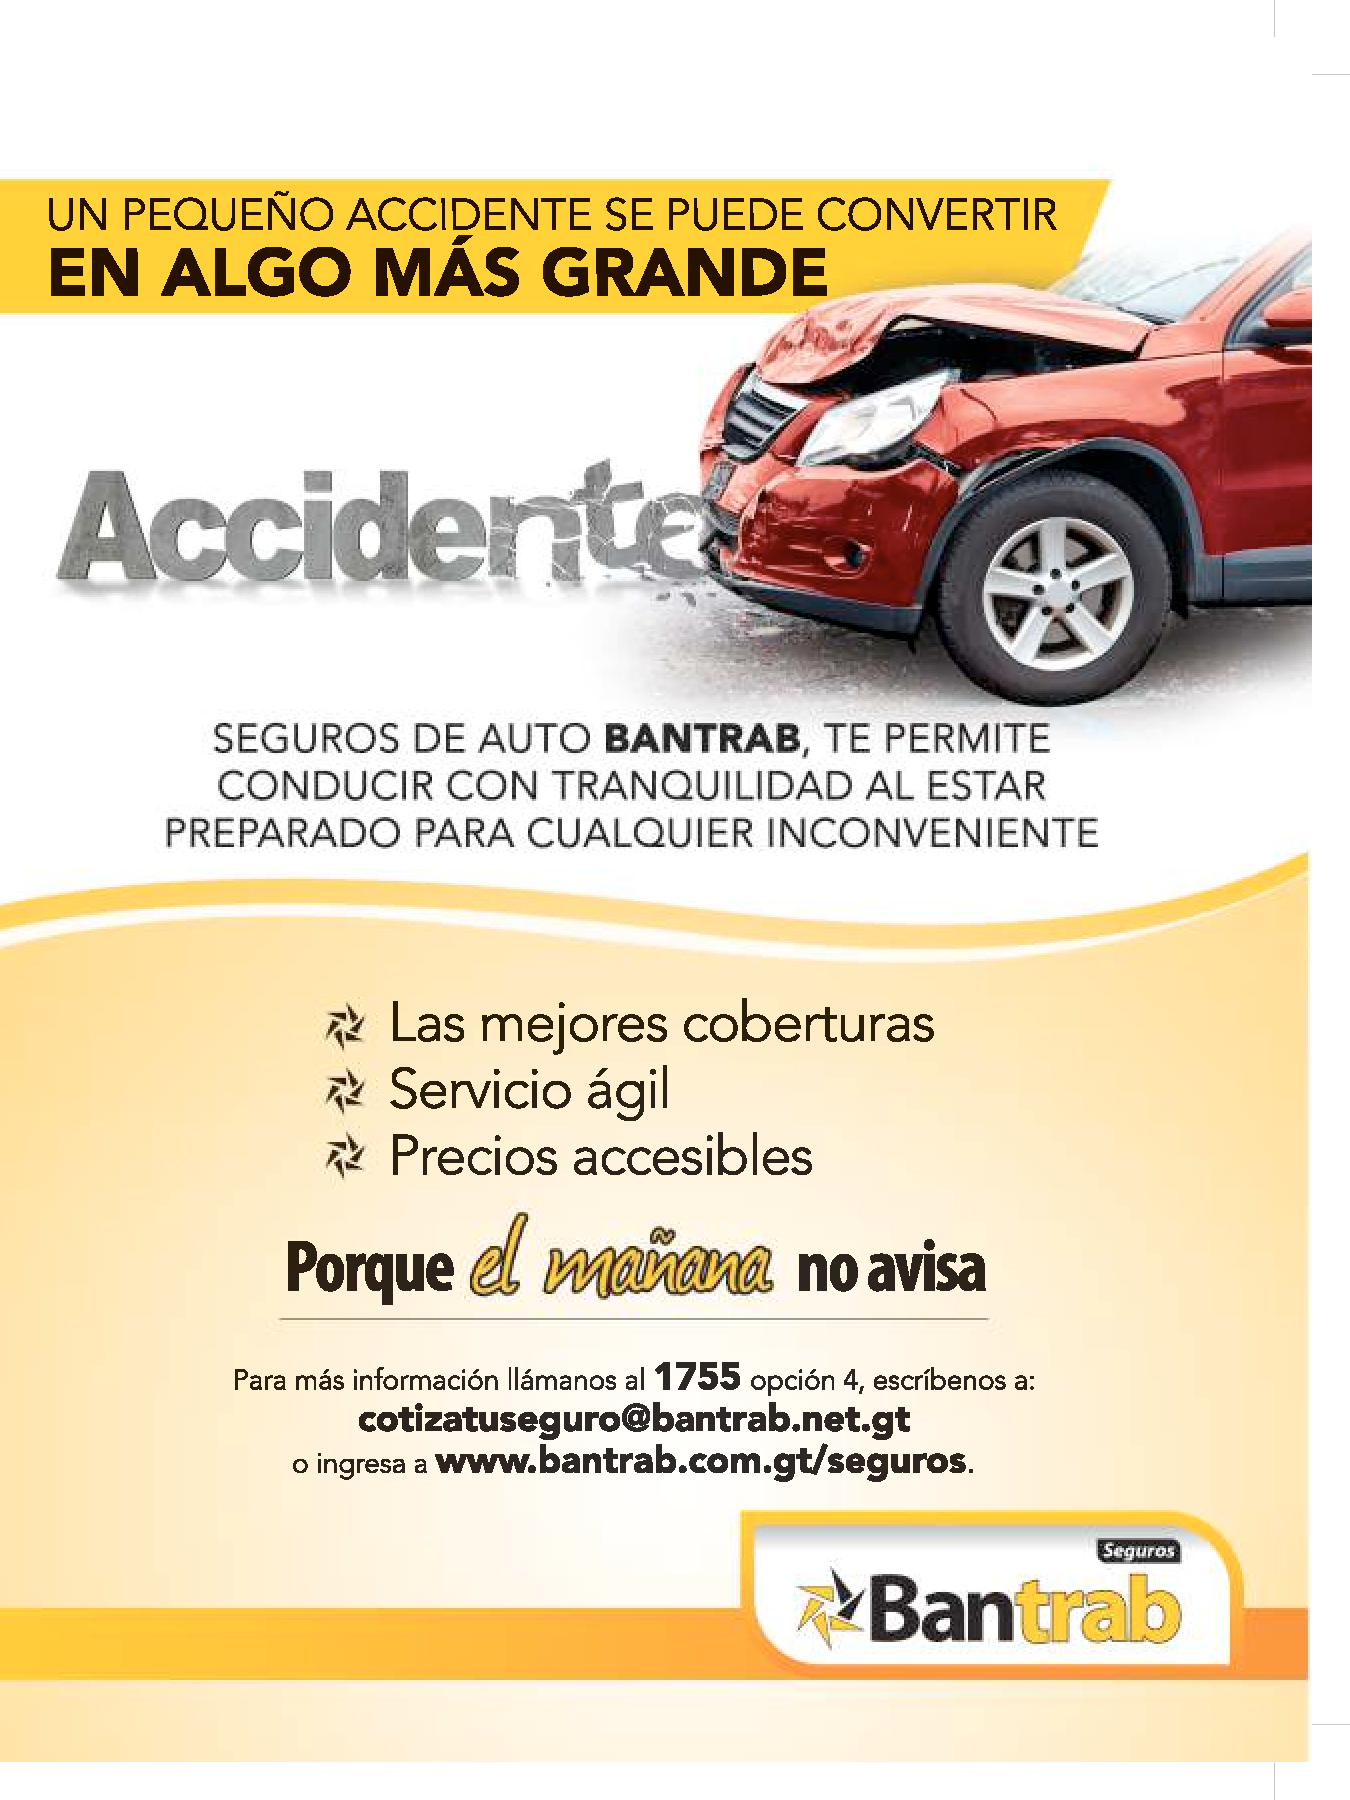 UN PEQUEÑO ACCIDENTE SE PUEDE CONVERTIR
EN ALGO MÁS GRANDE
Accidente
SEGUROS DE AUTO BANTRAB, TE PERMITE
CONDUCIR CON TRANQUILIDAD AL ESTAR
PREPARADO PARA CUALQUIER INCONVENIENTE
Las mejores coberturas
Servicio ágil
Precios accesibles
Porque el mañana no avisa
Para más información llámanos al 1755 opción 4, escríbenos a:
cotizatuseguro@bantrab.net.gt
o ingresa a www.bantrab.com.gt/seguros.
Seguros
Bantrab